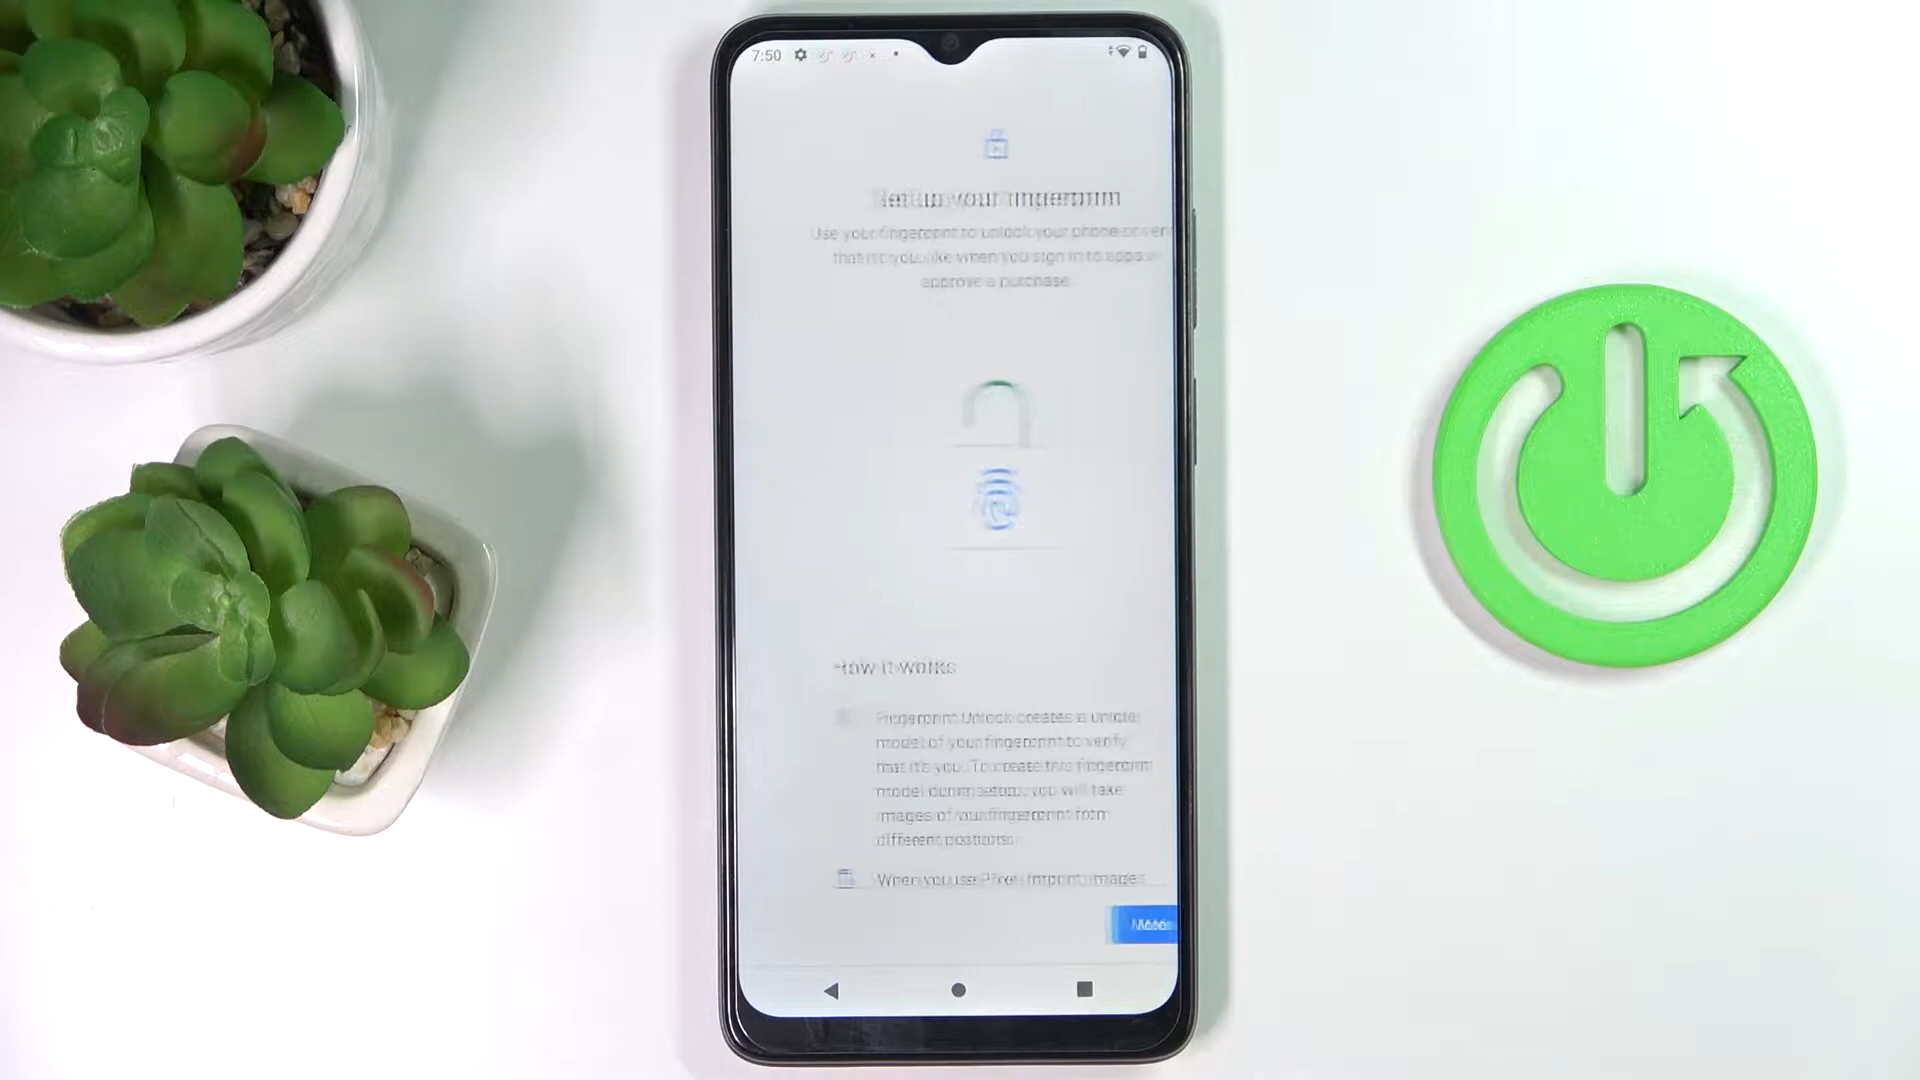 7:50
Set up your fingerprint
Use your fingerprint to unlock your phone or
that it's you, like when you sign in to apps
approve a purchase.
How it works
Fingerprint Unlock creates a unique
model of your fingerprint to verify
that it's you. To create this fingerprint
model during setup, you will take
images of your fingerprint from
different positions.
When you use Pixel Imprint, images
More